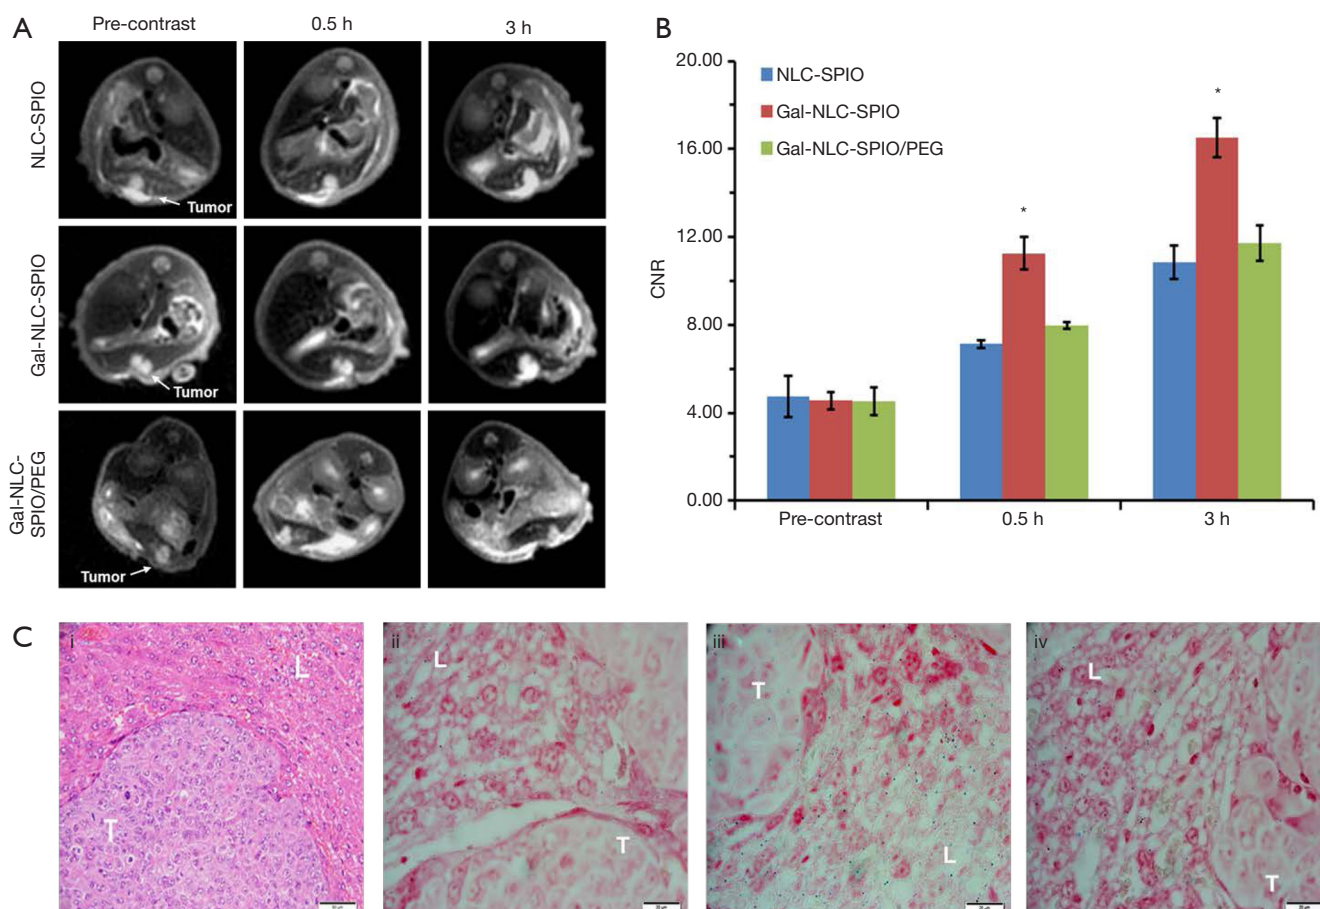 A
Pre-contrast
0.5 h
3 h
NLC-SPIO
Tumor
Gal-NLC-SPIO
Tumor
Gal-NLC-
SPIO/PEG
Tumor
B
20.00
16.00
12.00
8.00
4.00
0.00
CNR
NLC-SPIO
Gal-NLC-SPIO
Gal-NLC-SPIO/PEG
*
*
Pre-contrast
0.5 h
3 h
C
i
L
T
ii
L
T
iii
T
L
iv
L
T